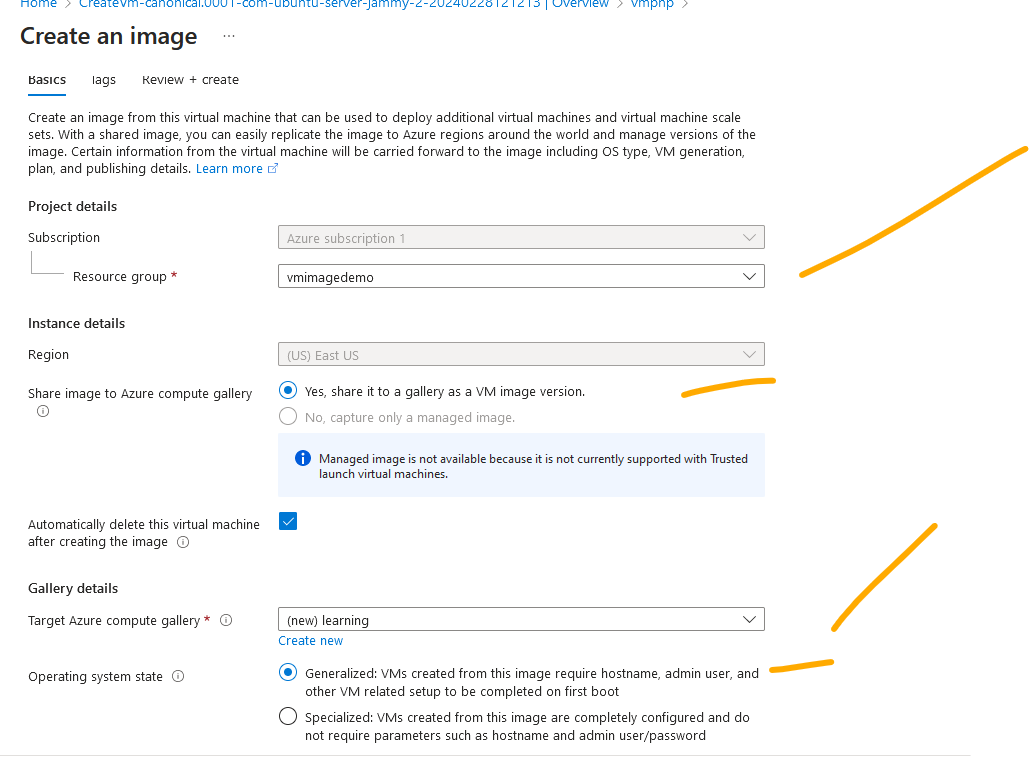 Home > CreateVm-canonical.0001-com-ubuntu-server-jammy-2-20240228121213 | Overview > vmphp >
Create an image ...
Basics Tags Review + create
Create an image from this virtual machine that can be used to deploy additional virtual machines and virtual machine scale
sets. With a shared image, you can easily replicate the image to Azure regions around the world and manage versions of the
image. Certain information from the virtual machine will be carried forward to the image including OS type, VM generation,
plan, and publishing details. Learn more
Project details
Subscription
Azure subscription 1
Resource group *
vmimagedemo
Instance details
Region
(US) East US
Share image to Azure compute gallery
Yes, share it to a gallery as a VM image version.
No, capture only a managed image.
Managed image is not available because it is not currently supported with Trusted
launch virtual machines.
Automatically delete this virtual machine
after creating the image
Gallery details
Target Azure compute gallery *
(new) learning
Create new
Operating system state
Generalized: VMs created from this image require hostname, admin user, and
other VM related setup to be completed on first boot
Specialized: VMs created from this image are completely configured and do
not require parameters such as hostname and admin user/password